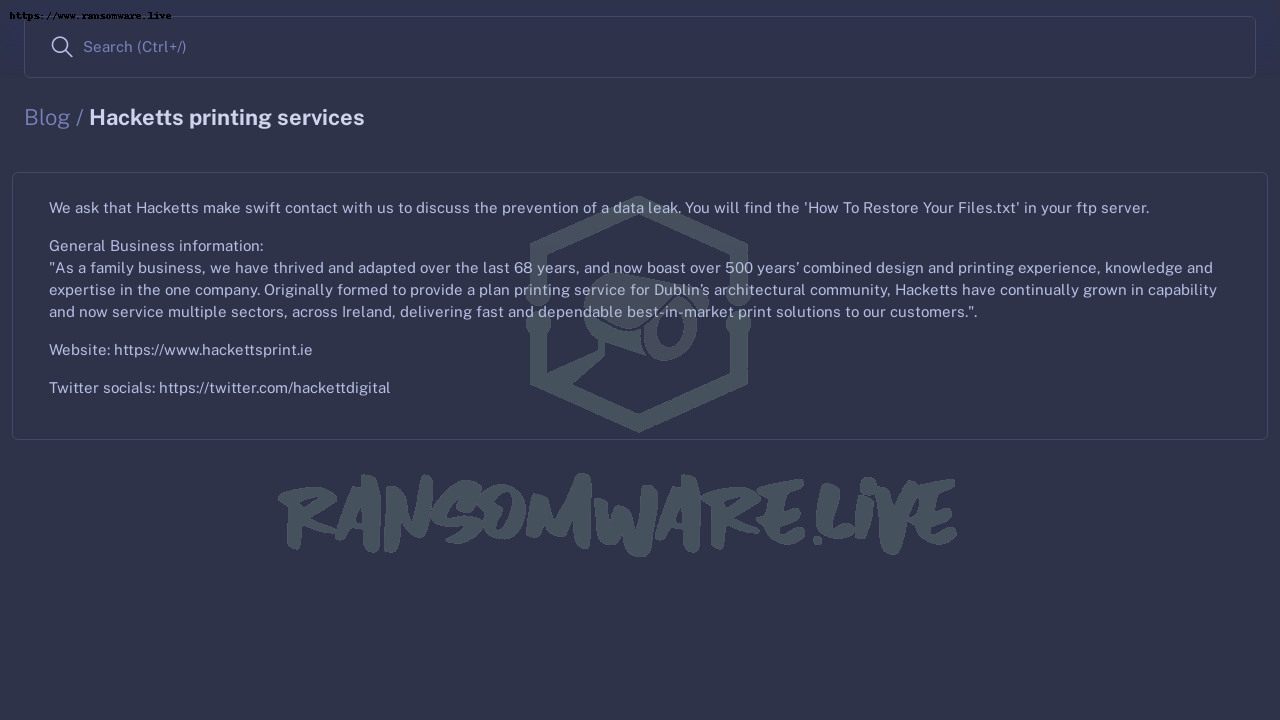 https://www.ransomware.live
Search (Ctrl+/)
Blog / Hacketts printing services
We ask that Hacketts make swift contact with us to discuss the prevention of a data leak. You will find the 'How To Restore Your Files.txt' in your ftp server.
General Business information:
"As a family business, we have thrived and adapted over the last 68 years, and now boast over 500 years’ combined design and printing experience, knowledge and
expertise in the one company. Originally formed to provide a plan printing service for Dublin’s architectural community, Hacketts have continually grown in capability
and now service multiple sectors, across Ireland, delivering fast and dependable best-in-market print solutions to our customers.".
Website: https://www.hackettsprint.ie
Twitter socials: https://twitter.com/hackettdigital
RANSOMWARE.LIVE